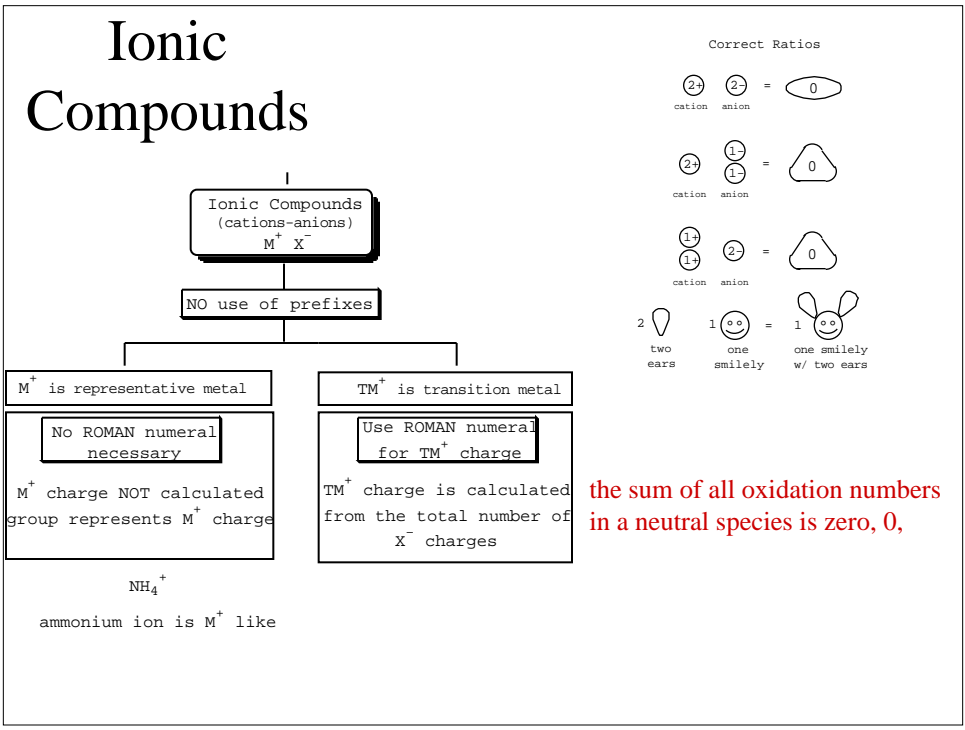 Ionic
Compounds
Ionic Compounds
(cations-anions)
M⁺ X⁻
NO use of prefixes
M⁺ is representative metal
No ROMAN numeral
necessary
M⁺ charge NOT calculated
group represents M⁺ charge
NH₄⁺
ammonium ion is M⁺ like
TM⁺ is transition metal
Use ROMAN numeral
for TM⁺ charge
TM⁺ charge is calculated
from the total number of
X⁻ charges
Correct Ratios
2+ 2- = 0
cation anion
1-
2+ = 0
1-
cation anion
1+
2- = 0
1+
cation anion
2 1 = 1
two one one smilely
ears smilely w/ two ears
the sum of all oxidation numbers
in a neutral species is zero, 0,